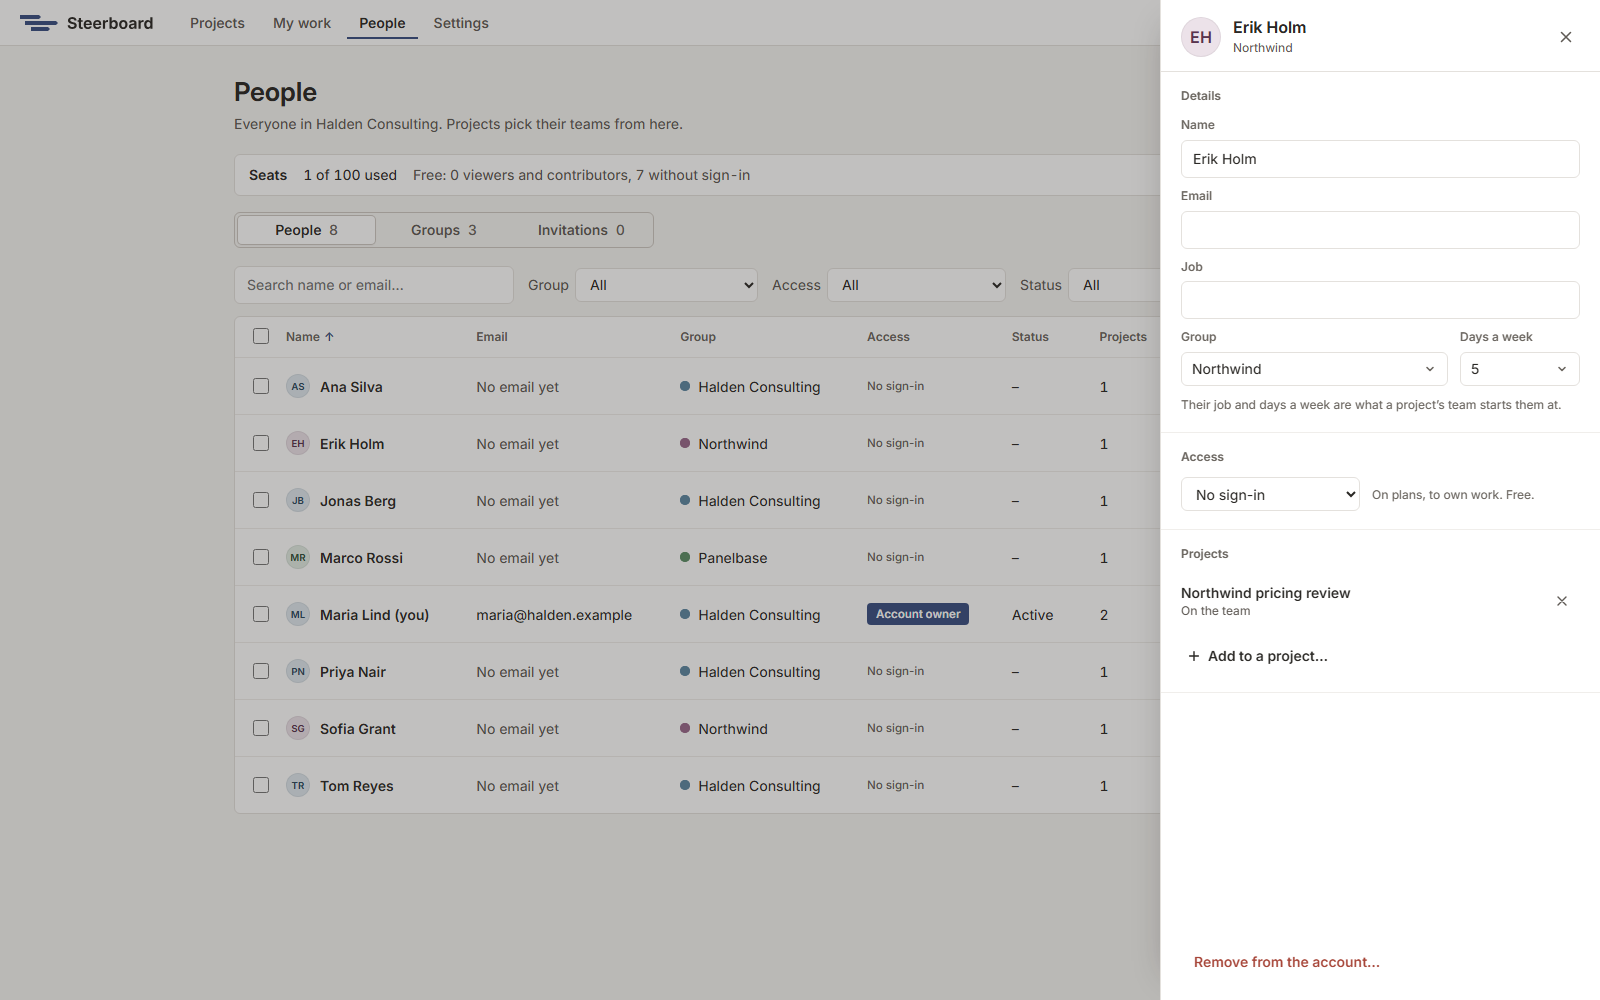 Steerboard Projects My work People Settings
People
Everyone in Halden Consulting. Projects pick their teams from here.
Seats 1 of 100 used Free: 0 viewers and contributors, 7 without sign-in
People 8 Groups 3 Invitations 0
Search name or email... Group All Access All Status All
Name ↑ Email Group Access Status Projects
AS Ana Silva No email yet Halden Consulting No sign-in – 1
EH Erik Holm No email yet Northwind No sign-in – 1
JB Jonas Berg No email yet Halden Consulting No sign-in – 1
MR Marco Rossi No email yet Panelbase No sign-in – 1
ML Maria Lind (you) maria@halden.example Halden Consulting Account owner Active 2
PN Priya Nair No email yet Halden Consulting No sign-in – 1
SG Sofia Grant No email yet Northwind No sign-in – 1
TR Tom Reyes No email yet Halden Consulting No sign-in – 1
EH Erik Holm
Northwind
Details
Name
Erik Holm
Email
Job
Group Days a week
Northwind 5
Their job and days a week are what a project’s team starts them at.
Access
No sign-in On plans, to own work. Free.
Projects
Northwind pricing review
On the team
+ Add to a project...
Remove from the account...